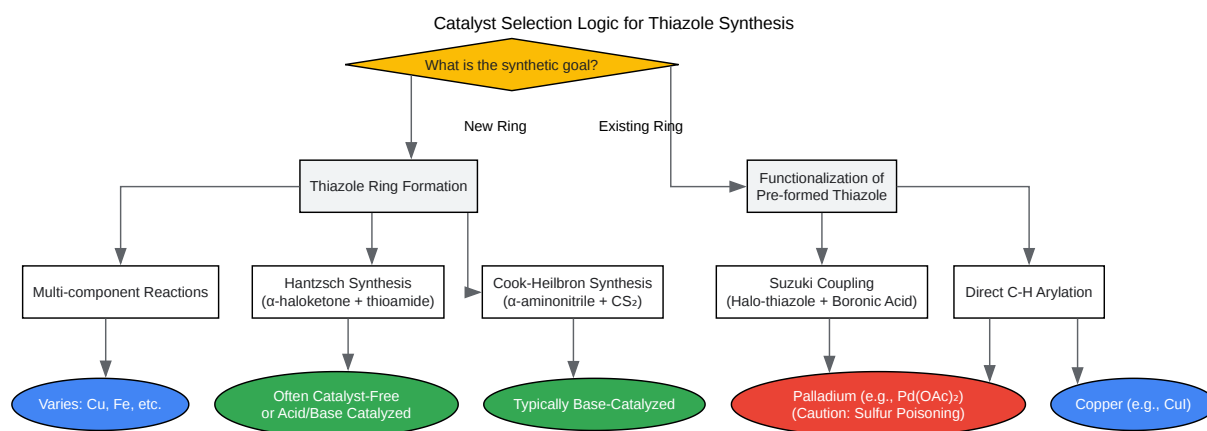 Catalyst Selection Logic for Thiazole Synthesis
What is the synthetic goal?
New Ring
Existing Ring
Thiazole Ring Formation
Functionalization of
Pre-formed Thiazole
Multi-component Reactions
Hantzsch Synthesis
(α-haloketone + thioamide)
Cook-Heilbron Synthesis
(α-aminonitrile + CS₂)
Suzuki Coupling
(Halo-thiazole + Boronic Acid)
Direct C-H Arylation
Varies: Cu, Fe, etc.
Often Catalyst-Free
or Acid/Base Catalyzed
Typically Base-Catalyzed
Palladium (e.g., Pd(OAc)₂)
(Caution: Sulfur Poisoning)
Copper (e.g., CuI)